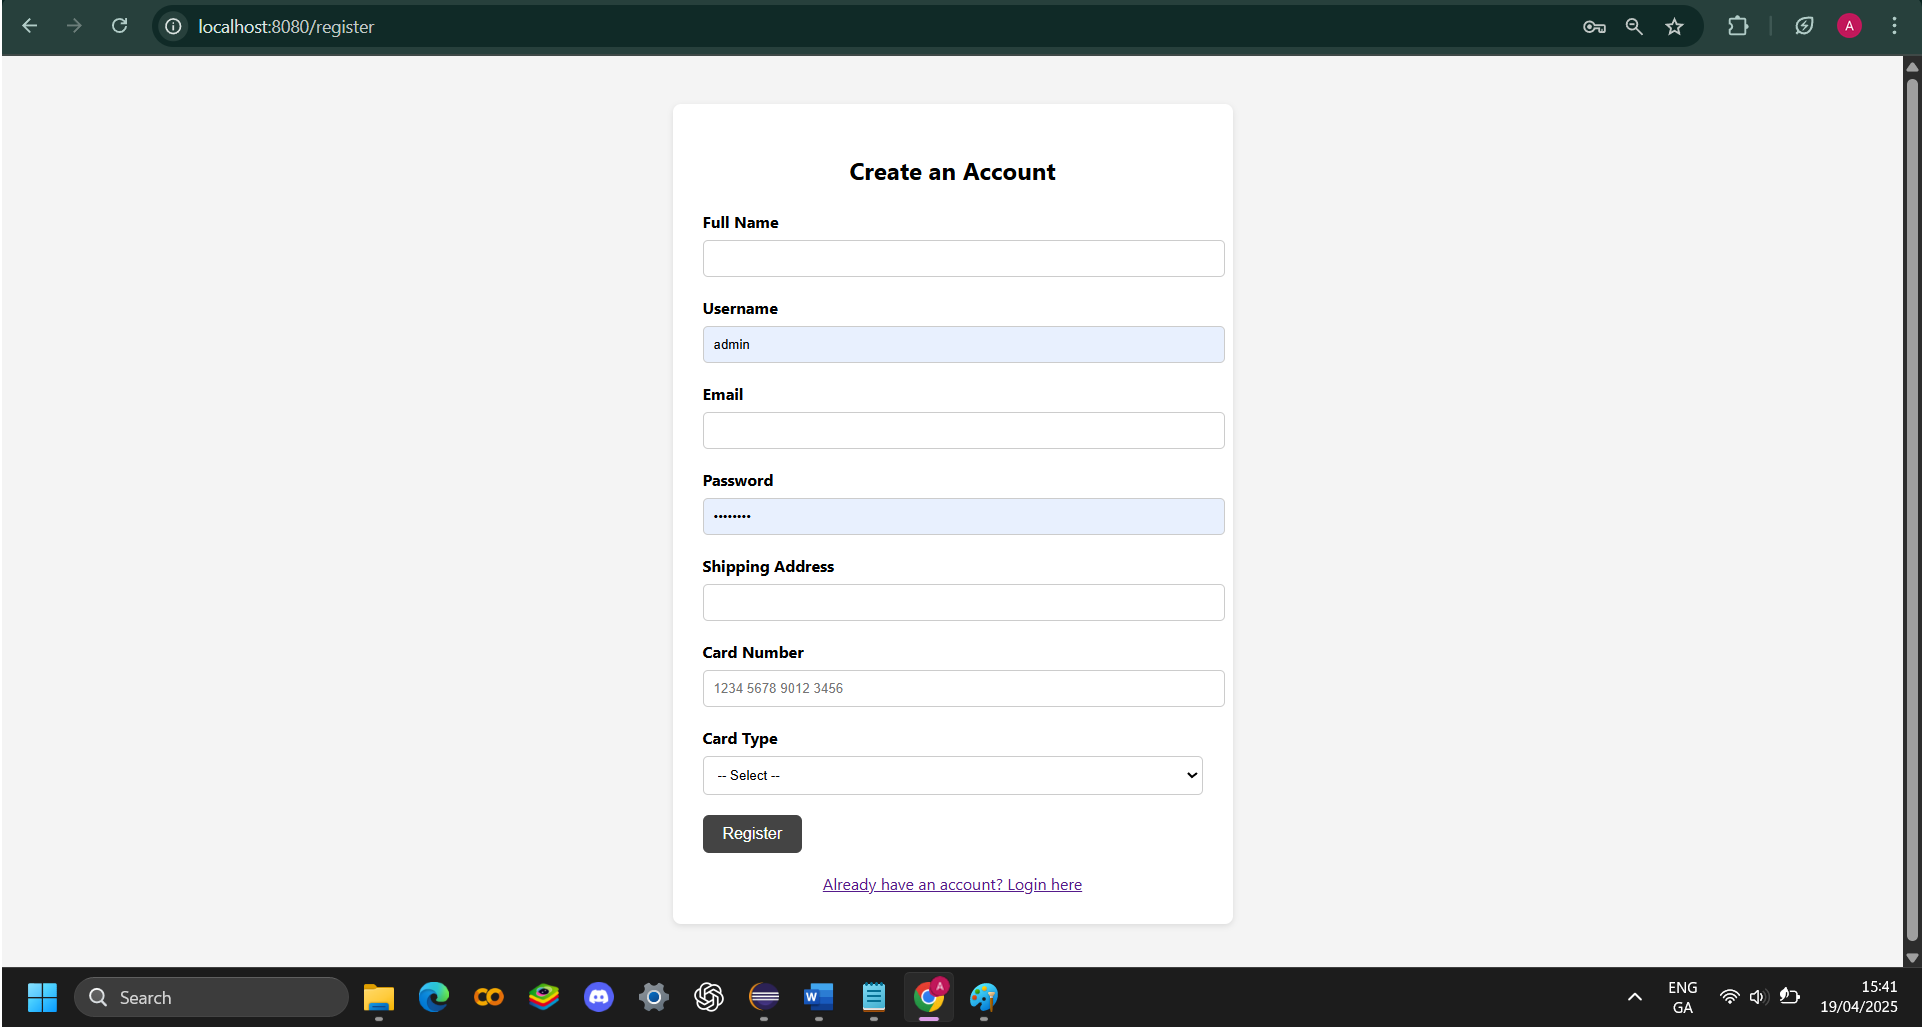 localhost:8080/register
A
Create an Account
Full Name
Username
admin
Email
Password
••••••••
Shipping Address
Card Number
1234 5678 9012 3456
Card Type
-- Select --
Register
Already have an account? Login here
Search
W
A
ENG
GA
15:41
19/04/2025